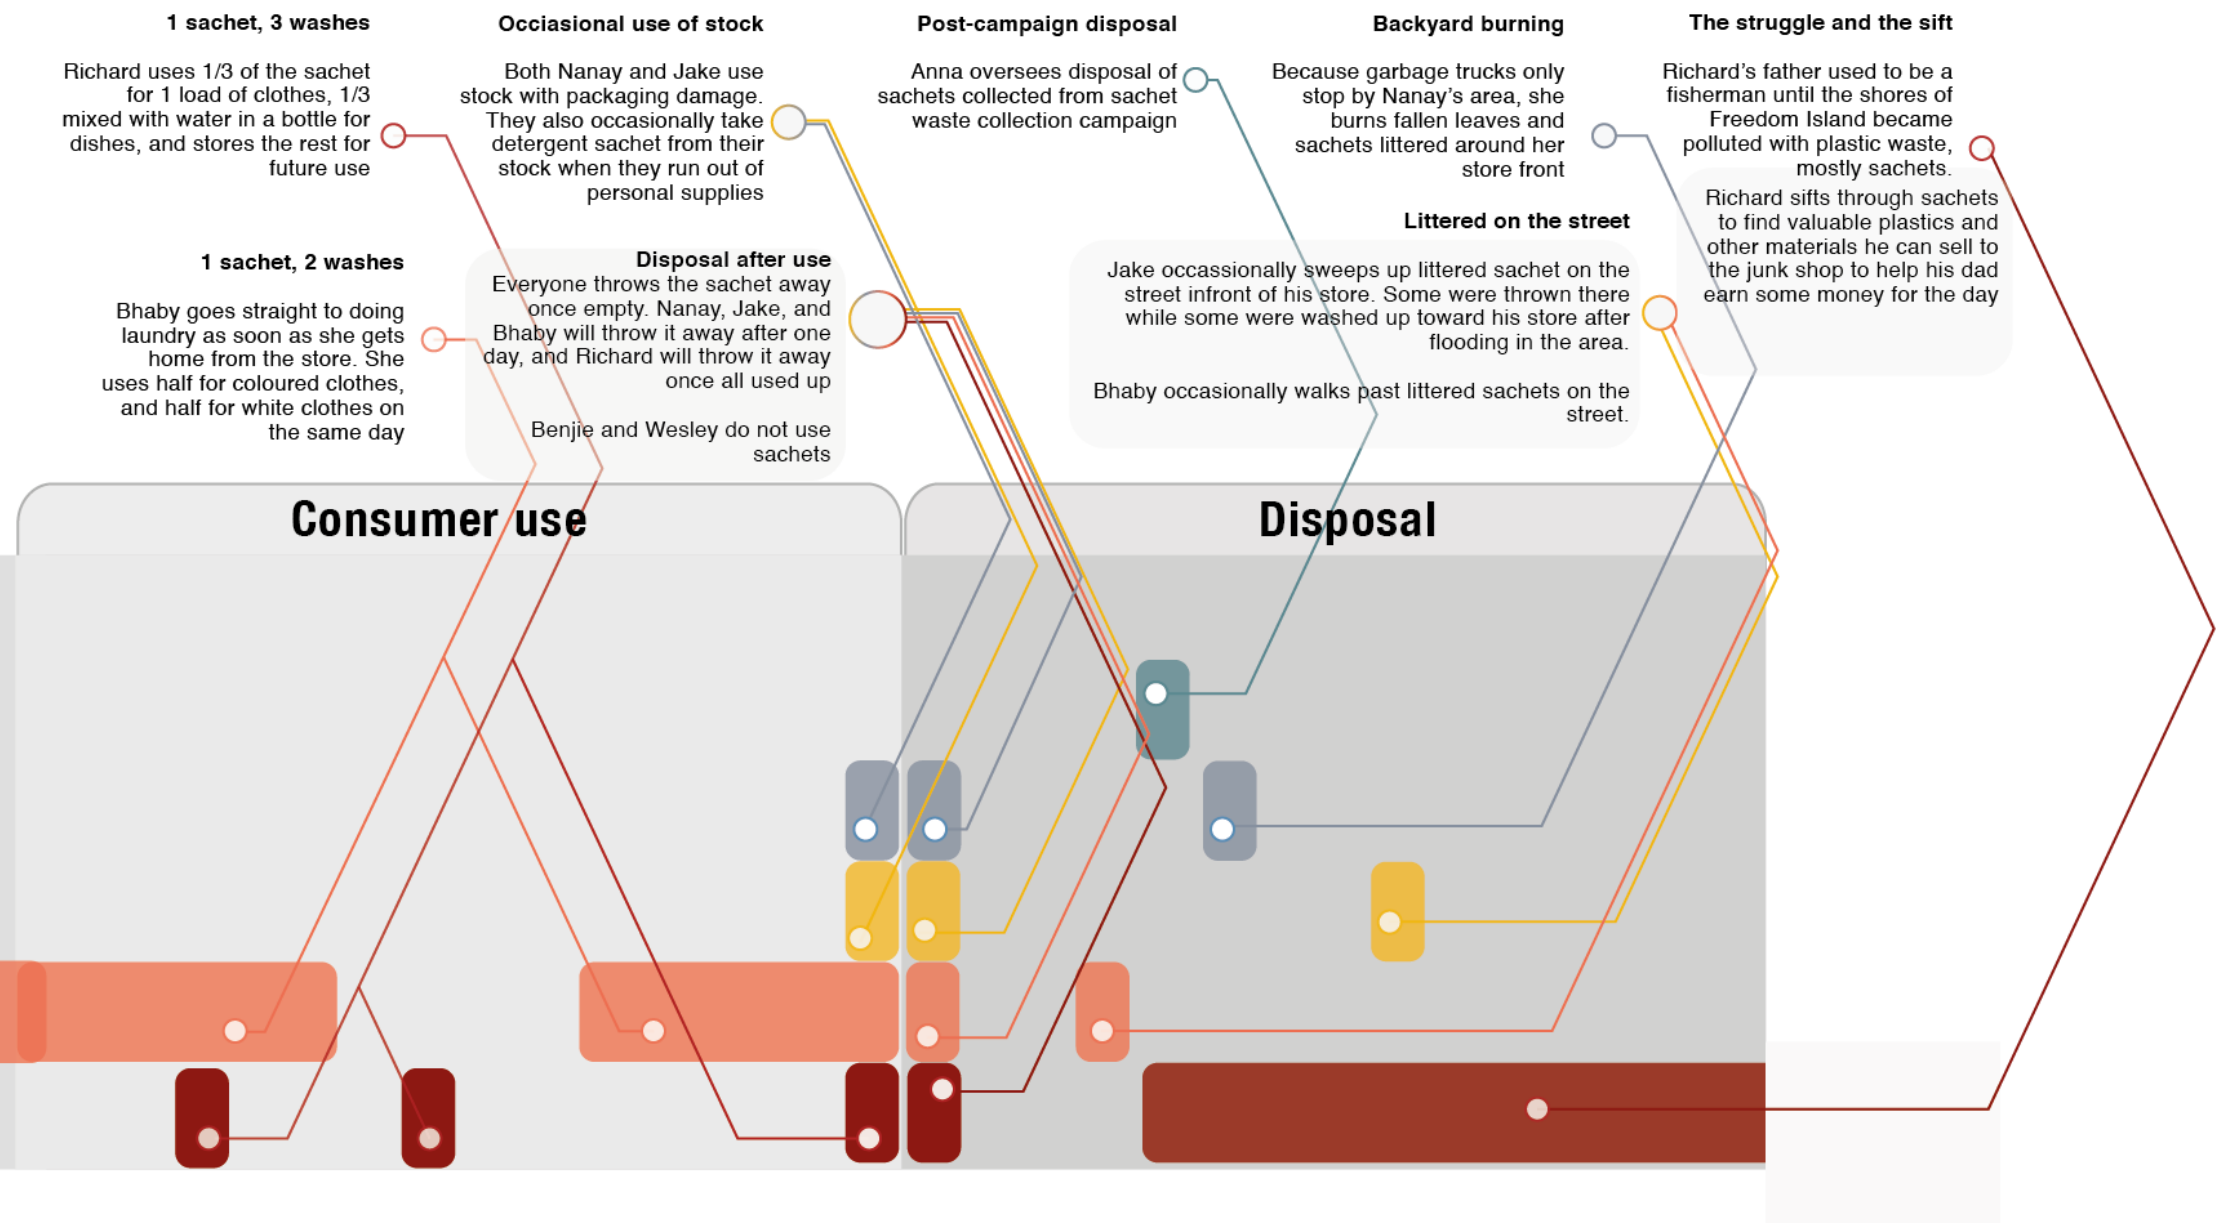 1 sachet, 3 washes
Richard uses 1/3 of the sachet
for 1 load of clothes, 1/3
mixed with water in a bottle for
dishes, and stores the rest for
future use
1 sachet, 2 washes
Bhaby goes straight to doing
laundry as soon as she gets
home from the store. She
uses half for coloured clothes,
and half for white clothes on
the same day
Occiasional use of stock
Both Nanay and Jake use
stock with packaging damage.
They also occasionally take
detergent sachet from their
stock when they run out of
personal supplies
Disposal after use
Everyone throws the sachet away
once empty. Nanay, Jake, and
Bhaby will throw it away after one
day, and Richard will throw it away
once all used up
Benjie and Wesley do not use
sachets
Post-campaign disposal
Anna oversees disposal of
sachets collected from sachet
waste collection campaign
Backyard burning
Because garbage trucks only
stop by Nanay's area, she
burns fallen leaves and
sachets littered around her
store front
Littered on the street
Jake occassionally sweeps up littered sachet on the
street infront of his store. Some were thrown there
while some were washed up toward his store after
flooding in the area.
Bhaby occasionally walks past littered sachets on the
street.
The struggle and the sift
Richard's father used to be a
fisherman until the shores of
Freedom Island became
polluted with plastic waste,
mostly sachets.
Richard sifts through sachets
to find valuable plastics and
other materials he can sell to
the junk shop to help his dad
earn some money for the day
Consumer use
Disposal